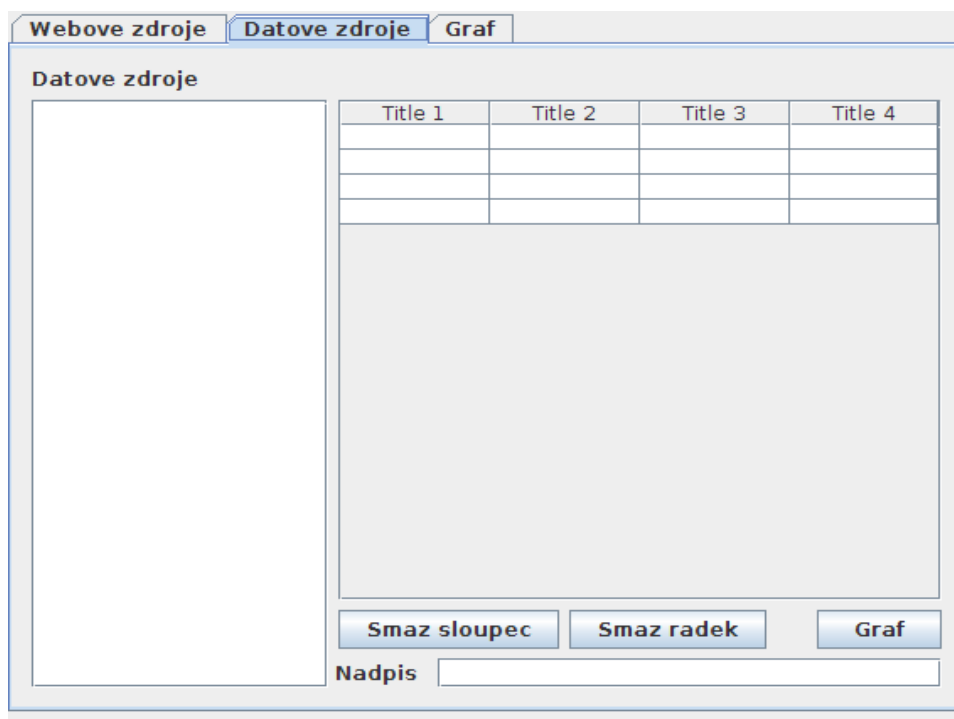 Webove zdroje Datove zdroje Graf
Datove zdroje
Title 1 Title 2 Title 3 Title 4
Smaz sloupec Smaz radek Graf
Nadpis